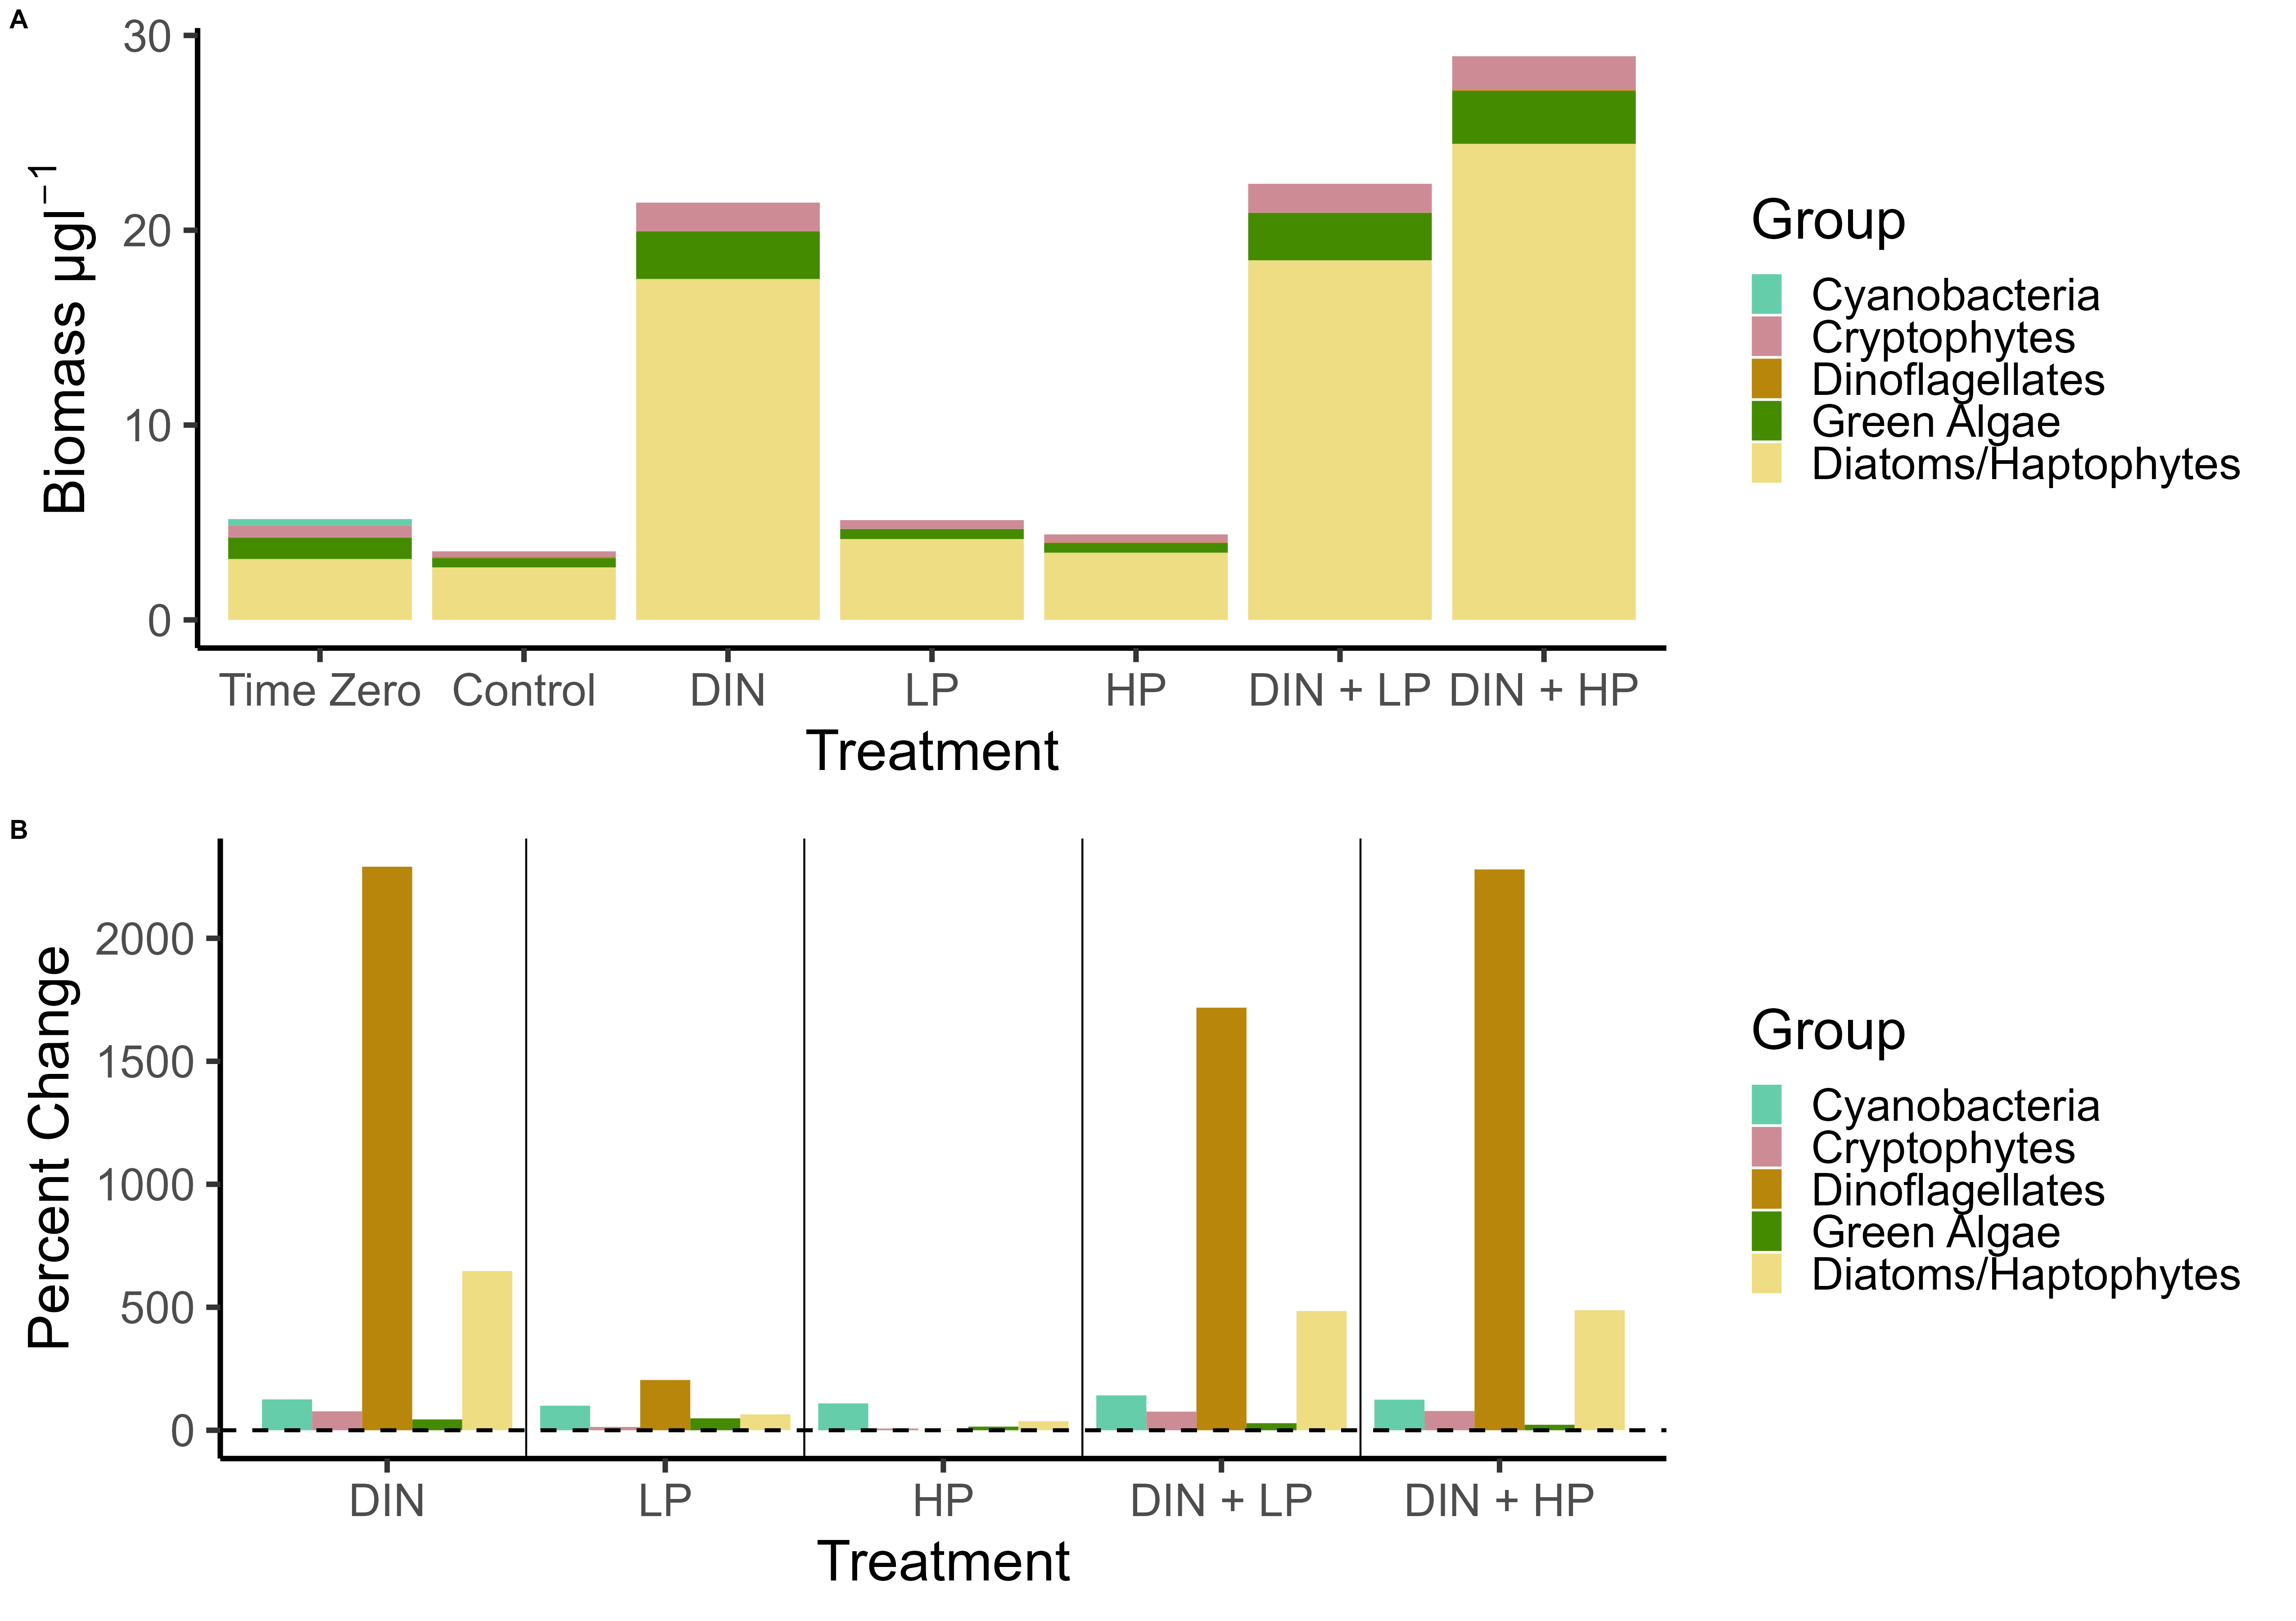 A
30
20
10
0
Biomass µgl⁻¹
Time Zero Control DIN LP HP DIN + LP DIN + HP
Treatment
Group
Cyanobacteria
Cryptophytes
Dinoflagellates
Green Algae
Diatoms/Haptophytes
B
2000
1500
1000
500
0
Percent Change
DIN LP HP DIN + LP DIN + HP
Treatment
Group
Cyanobacteria
Cryptophytes
Dinoflagellates
Green Algae
Diatoms/Haptophytes